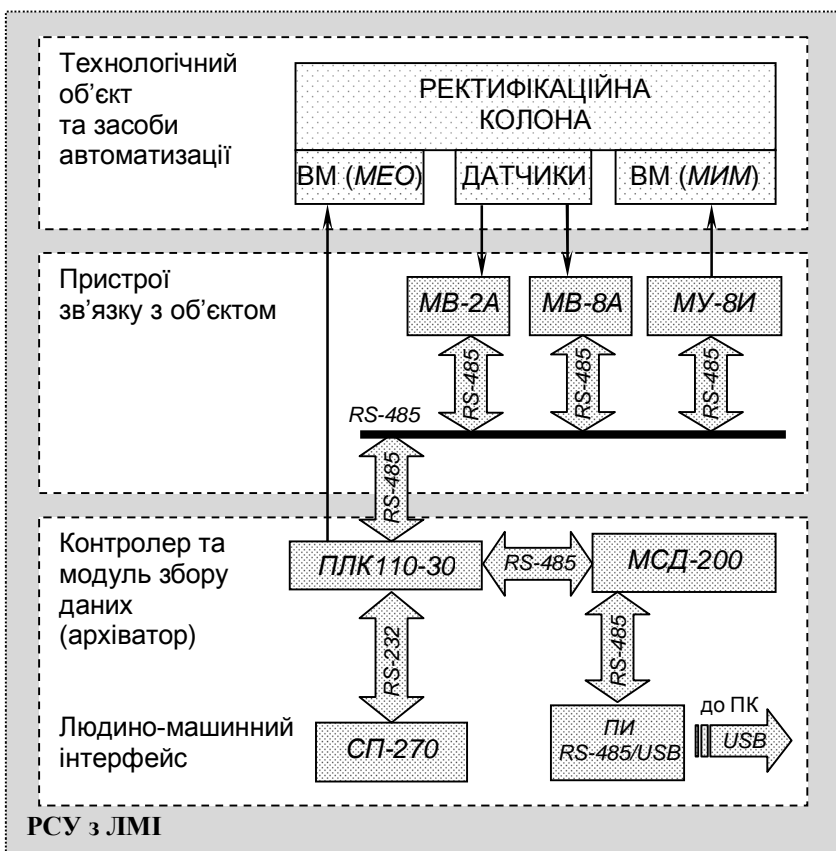 Технологічний
об’єкт
та засоби
автоматизації
РЕКТИФІКАЦІЙНА
КОЛОНА
ВМ (МЕО)
ДАТЧИКИ
ВМ (МИМ)
Пристрої
зв’язку з об’єктом
МВ-2А
МВ-8А
МУ-8И
RS-485
RS-485
RS-485
RS-485
RS-485
Контролер та
модуль збору
даних
(архіватор)
ПЛК110-30
RS-485
МСД-200
RS-232
RS-485
Людино-машинний
інтерфейс
СП-270
ПИ
RS-485/USB
до ПК
USB
РСУ з ЛМІ